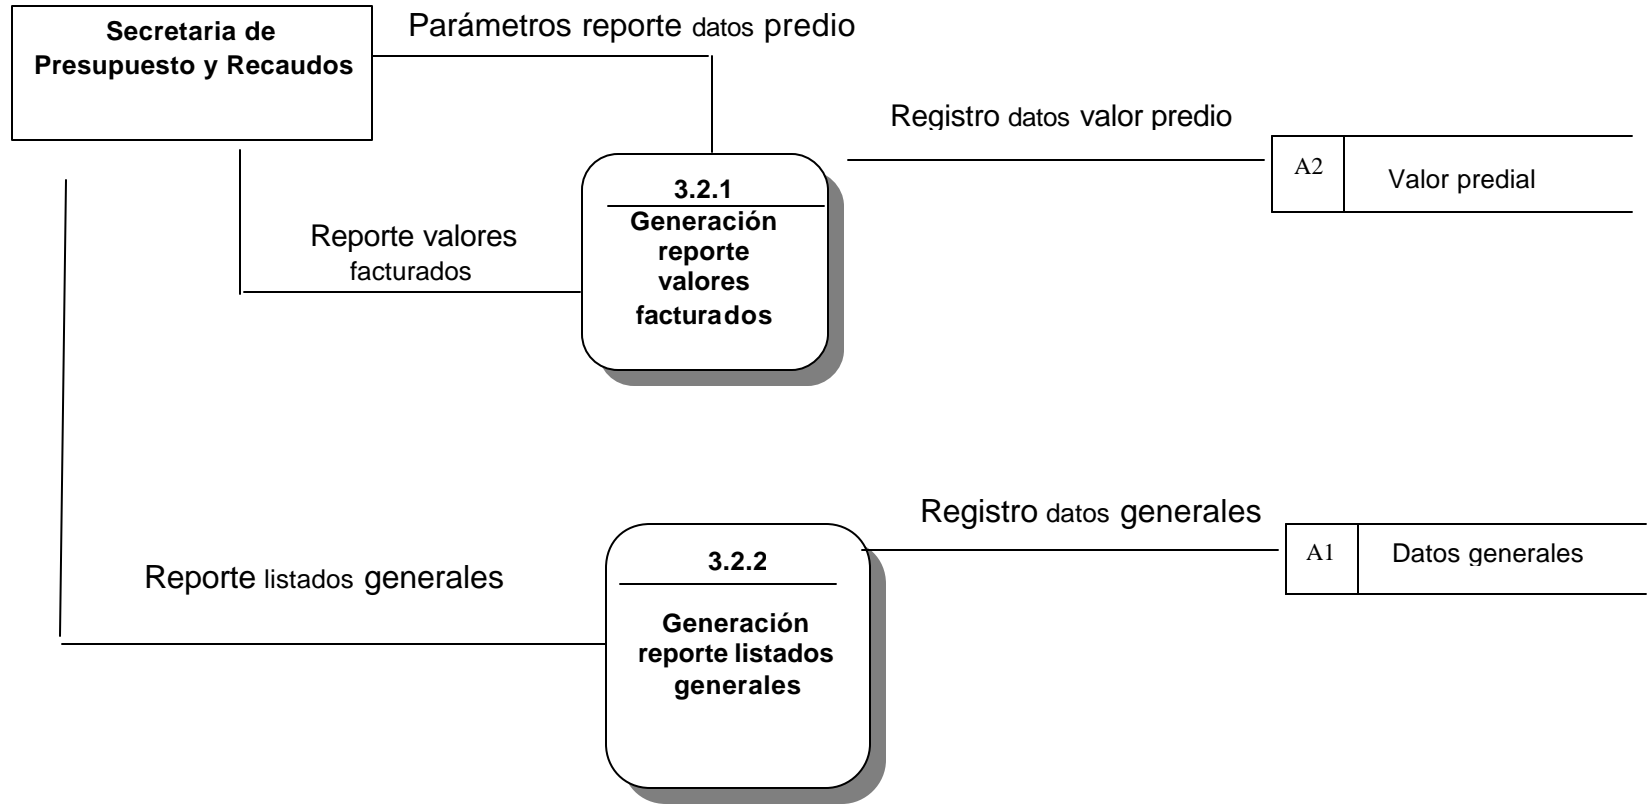 Secretaria de
Presupuesto y Recaudos
Parámetros reporte datos predio
Registro datos valor predio
A2
Valor predial
3.2.1
Generación
reporte
valores
facturados
Reporte valores
facturados
Registro datos generales
A1
Datos generales
3.2.2
Generación
reporte listados
generales
Reporte listados generales